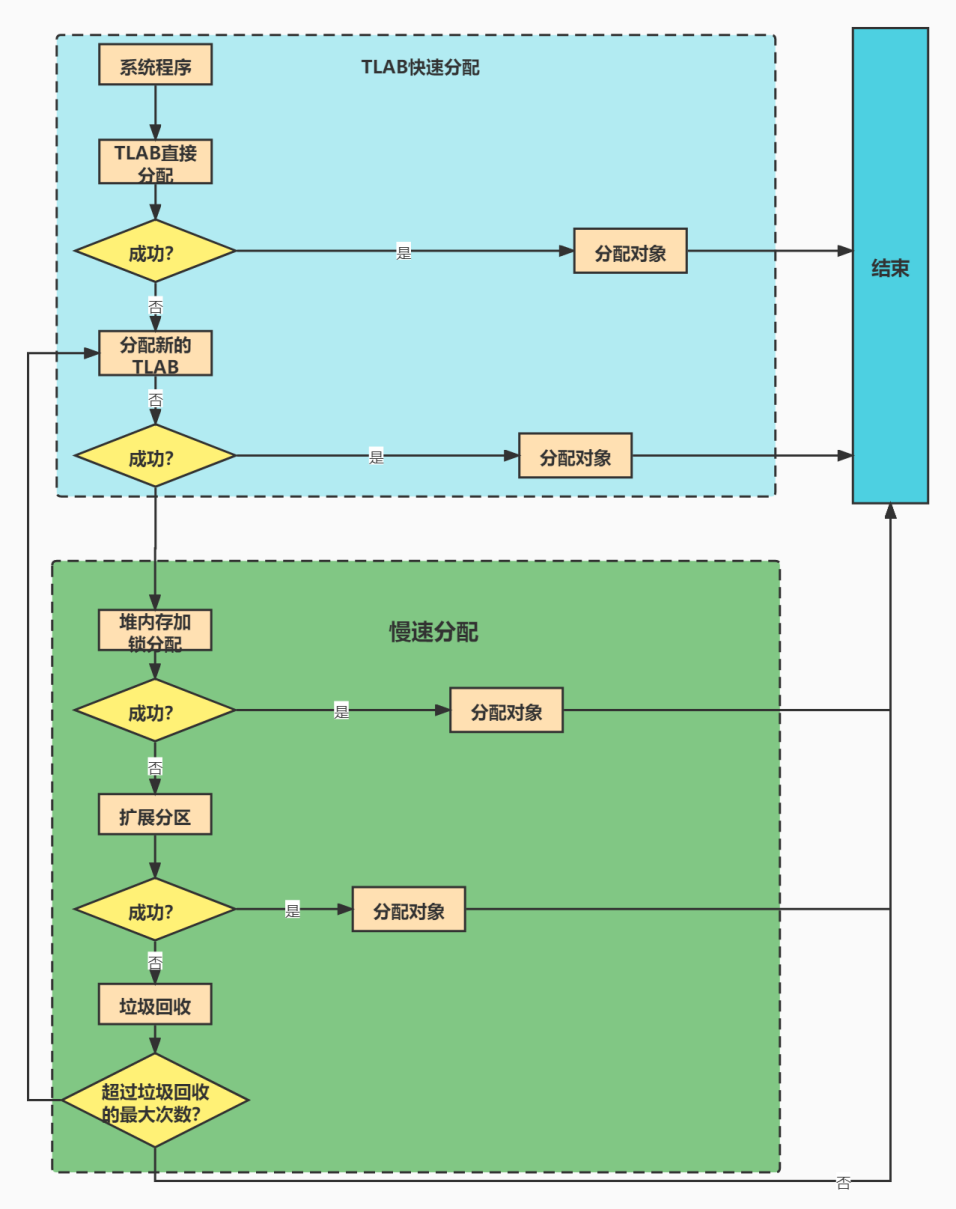 系统程序
TLAB快速分配
TLAB直接
分配
成功?
是
分配对象
结束
否
分配新的
TLAB
否
成功?
是
分配对象
堆内存加
锁分配
慢速分配
成功?
是
分配对象
否
扩展分区
成功?
是
分配对象
否
垃圾回收
超过垃圾回收
的最大次数?
否